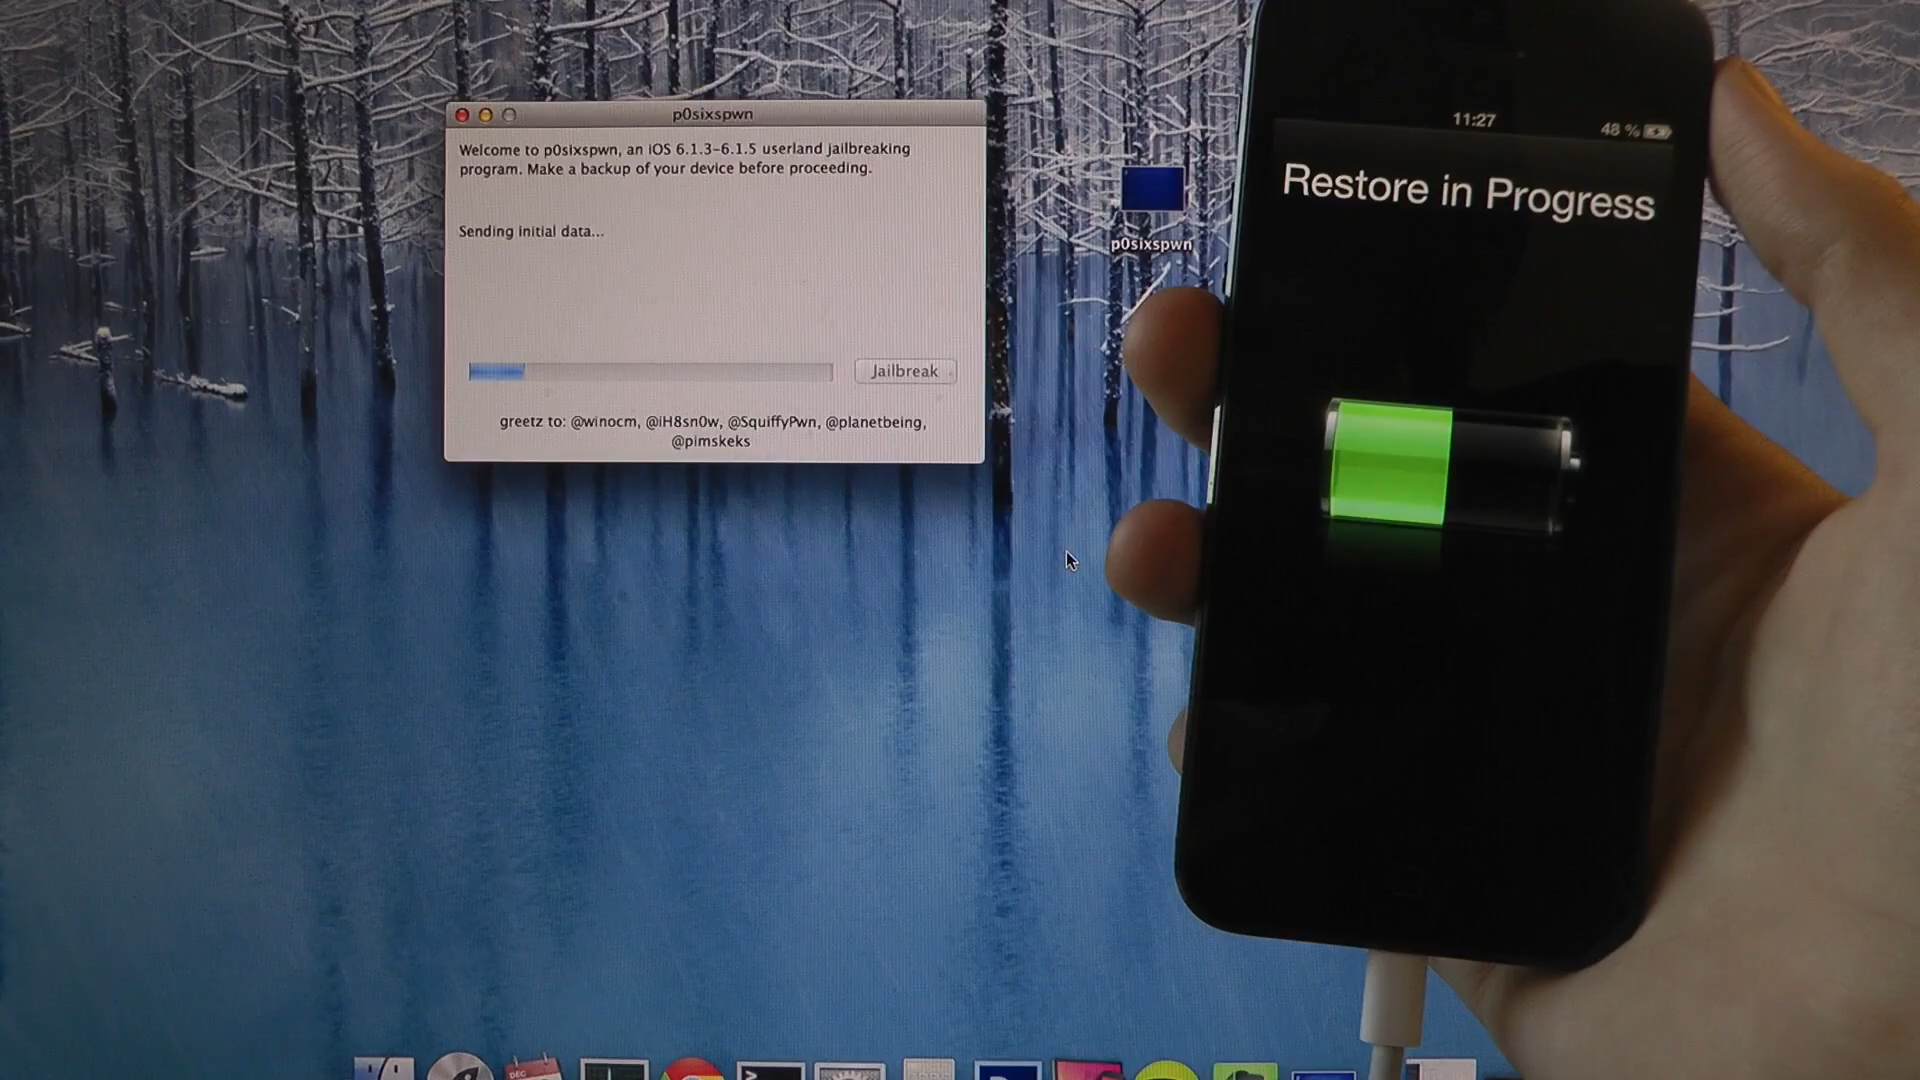 p0sixspwn
Welcome to p0sixspwn, an iOS 6.1.3-6.1.5 userland jailbreaking
program. Make a backup of your device before proceeding.
Sending initial data...
Jailbreak
greetz to: @winocm, @iH8sn0w, @SquiffyPwn, @planetbeing,
@pimskeks
p0sixspwn
11:27
48 %
Restore in Progress
DEC